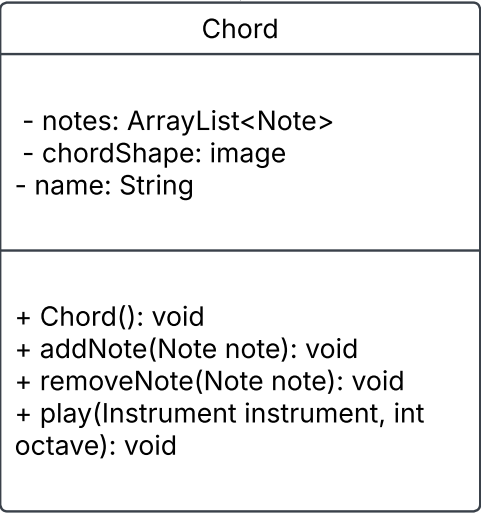 Chord
- notes: ArrayList<Note>
- chordShape: image
- name: String
+ Chord(): void
+ addNote(Note note): void
+ removeNote(Note note): void
+ play(Instrument instrument, int
octave): void